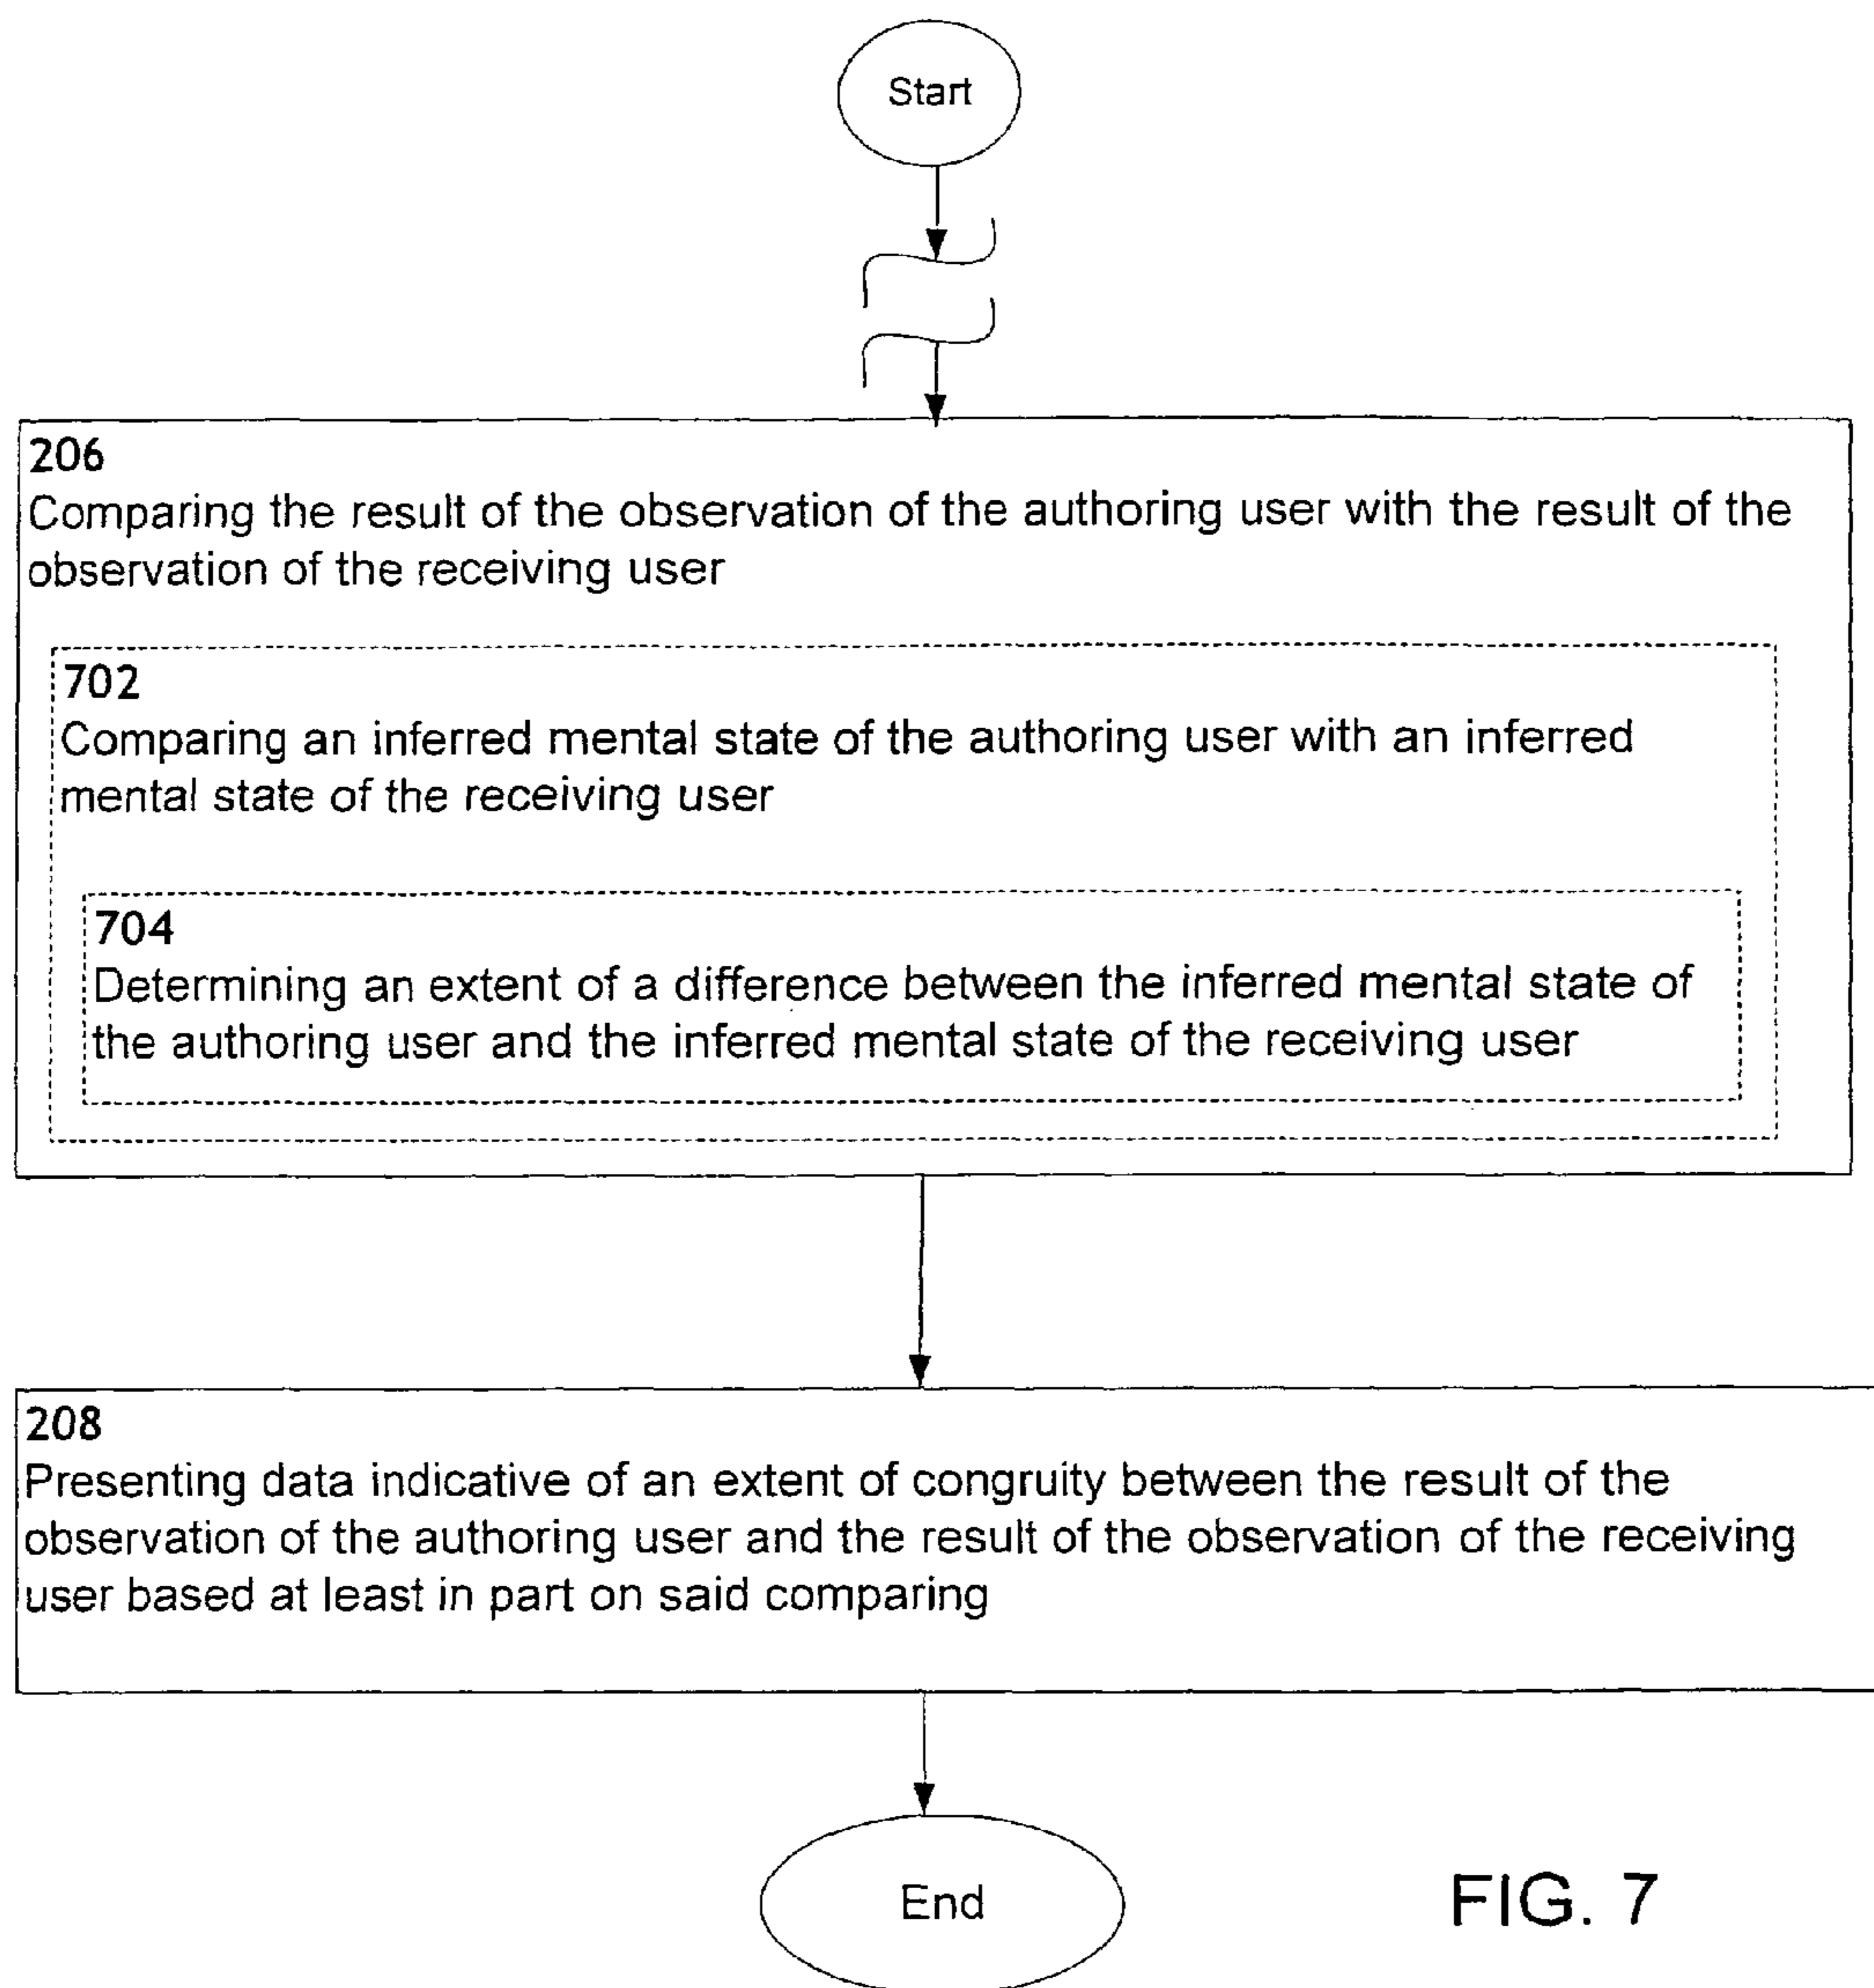 Start
206
Comparing the result of the observation of the authoring user with the result of the
observation of the receiving user
702
Comparing an inferred mental state of the authoring user with an inferred
mental state of the receiving user
704
Determining an extent of a difference between the inferred mental state of
the authoring user and the inferred mental state of the receiving user
208
Presenting data indicative of an extent of congruity between the result of the
observation of the authoring user and the result of the observation of the receiving
user based at least in part on said comparing
End
FIG. 7